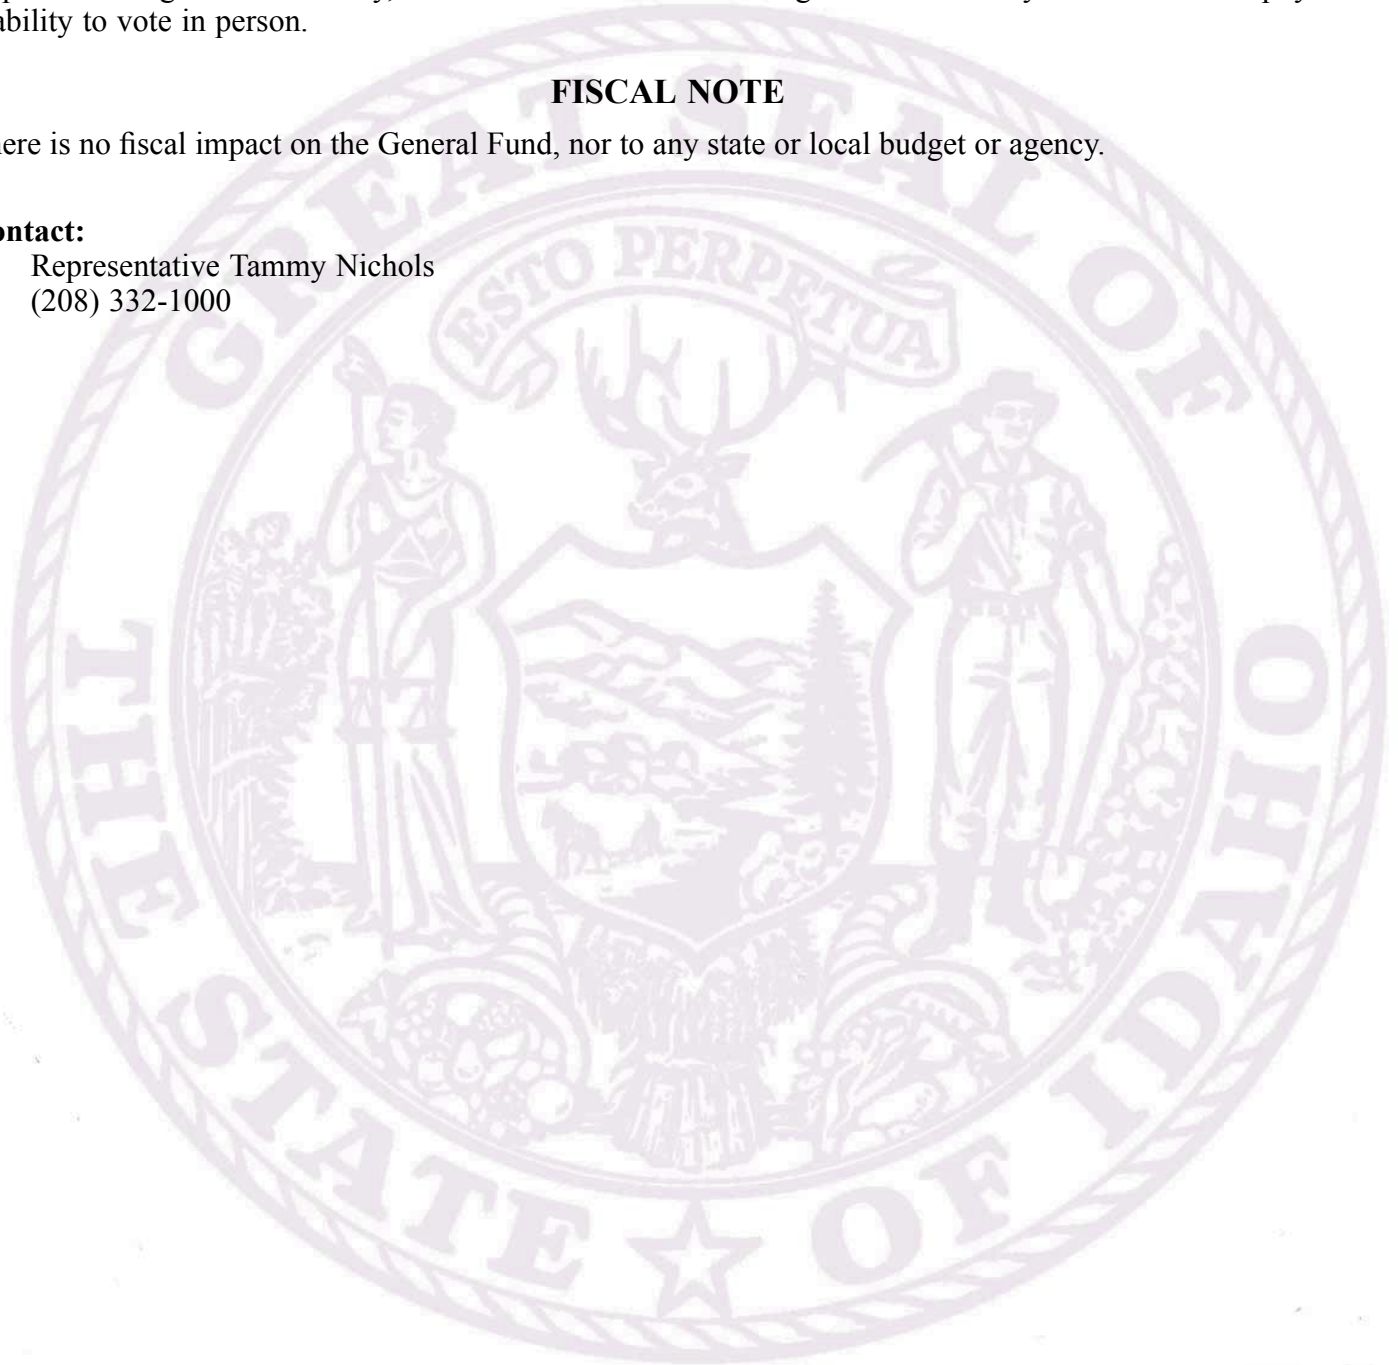 ability to vote in person.
FISCAL NOTE
here is no fiscal impact on the General Fund, nor to any state or local budget or agency.
ontact:
Representative Tammy Nichols
(208) 332-1000
GREAT SEAL OF
THE STATE OF IDAHO
ESTO PERPETUA